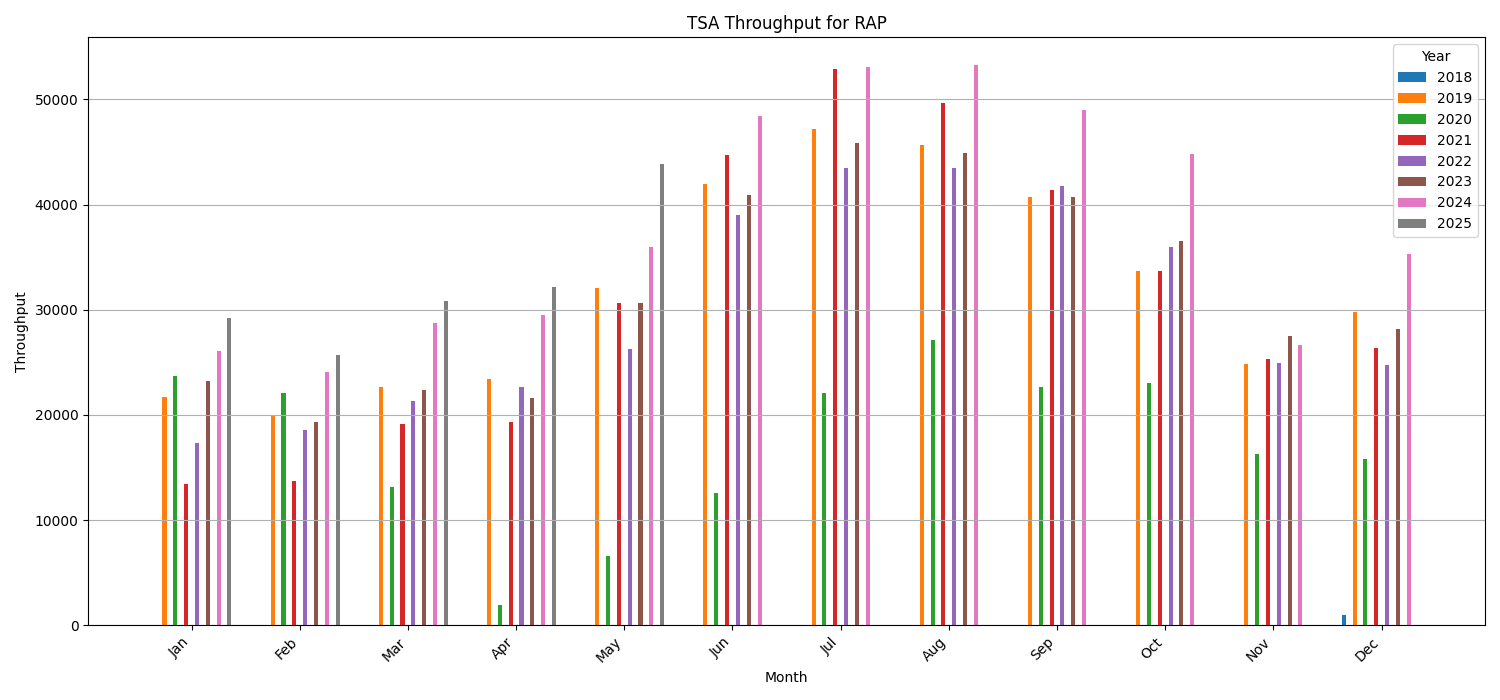 TSA Throughput for RAP
Year
2018
2019
2020
2021
2022
2023
2024
2025
Throughput
50000
40000
30000
20000
10000
0
Jan
Feb
Mar
Apr
May
Jun
Jul
Aug
Sep
Oct
Nov
Dec
Month